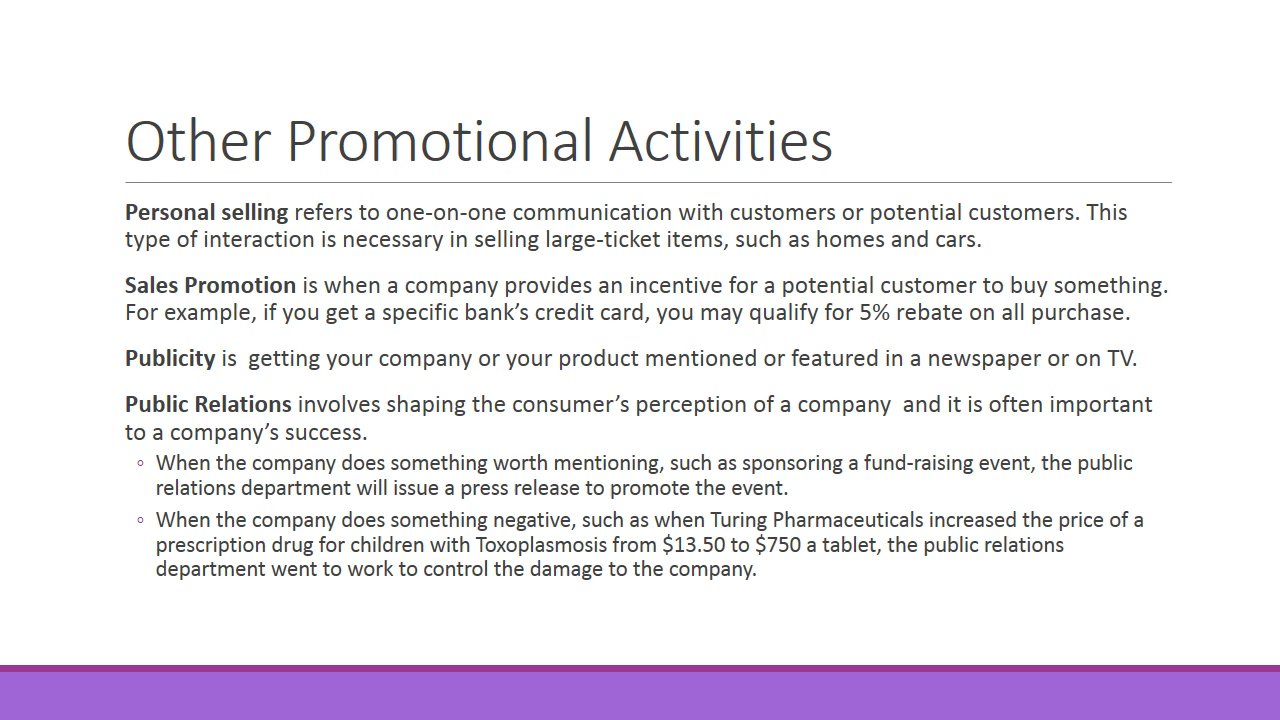 Other Promotional Activities
Personal selling refers to one-on-one communication with customers or potential customers. This
type of interaction is necessary in selling large-ticket items, such as homes and cars.
Sales Promotion is when a company provides an incentive for a potential customer to buy something.
For example, if you get a specific bank’s credit card, you may qualify for 5% rebate on all purchase.
Publicity is  getting your company or your product mentioned or featured in a newspaper or on TV.
Public Relations involves shaping the consumer’s perception of a company  and it is often important
to a company’s success.
◦ When the company does something worth mentioning, such as sponsoring a fund-raising event, the public
relations department will issue a press release to promote the event.
◦ When the company does something negative, such as when Turing Pharmaceuticals increased the price of a
prescription drug for children with Toxoplasmosis from $13.50 to $750 a tablet, the public relations
department went to work to control the damage to the company.